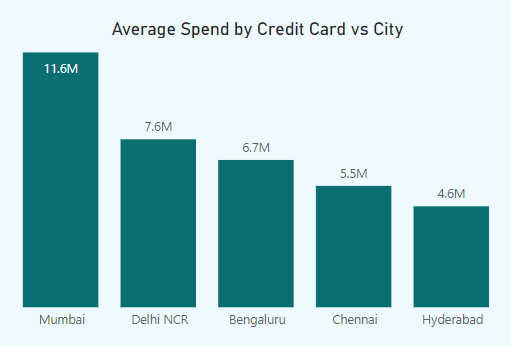 Average Spend by Credit Card vs City
11.6M
7.6M
6.7M
5.5M
4.6M
Mumbai Delhi NCR Bengaluru Chennai Hyderabad